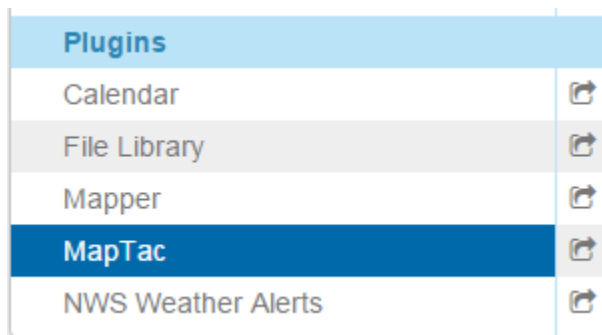 Plugins
Calendar
File Library
Mapper
MapTac
NWS Weather Alerts